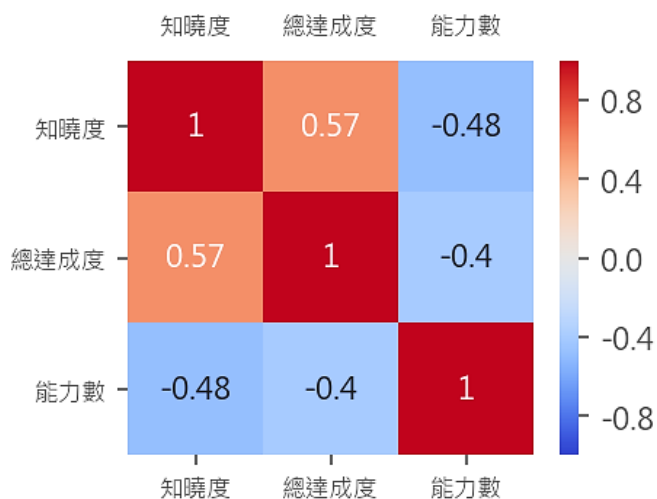 知曉度 總達成度 能力數
知曉度 1 0.57 -0.48
總達成度 0.57 1 -0.4
能力數 -0.48 -0.4 1
知曉度 總達成度 能力數
0.8
0.4
0.0
-0.4
-0.8